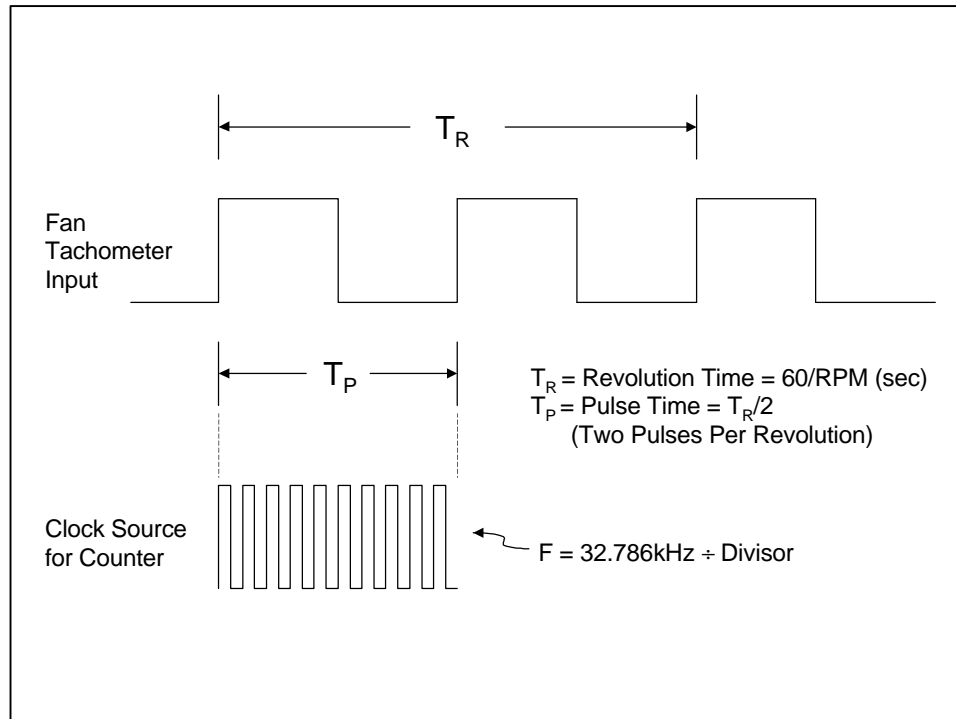 T_R
Fan
Tachometer
Input
T_P
T_R = Revolution Time = 60/RPM (sec)
T_P = Pulse Time = T_R/2
(Two Pulses Per Revolution)
Clock Source
for Counter
F = 32.786kHz ÷ Divisor